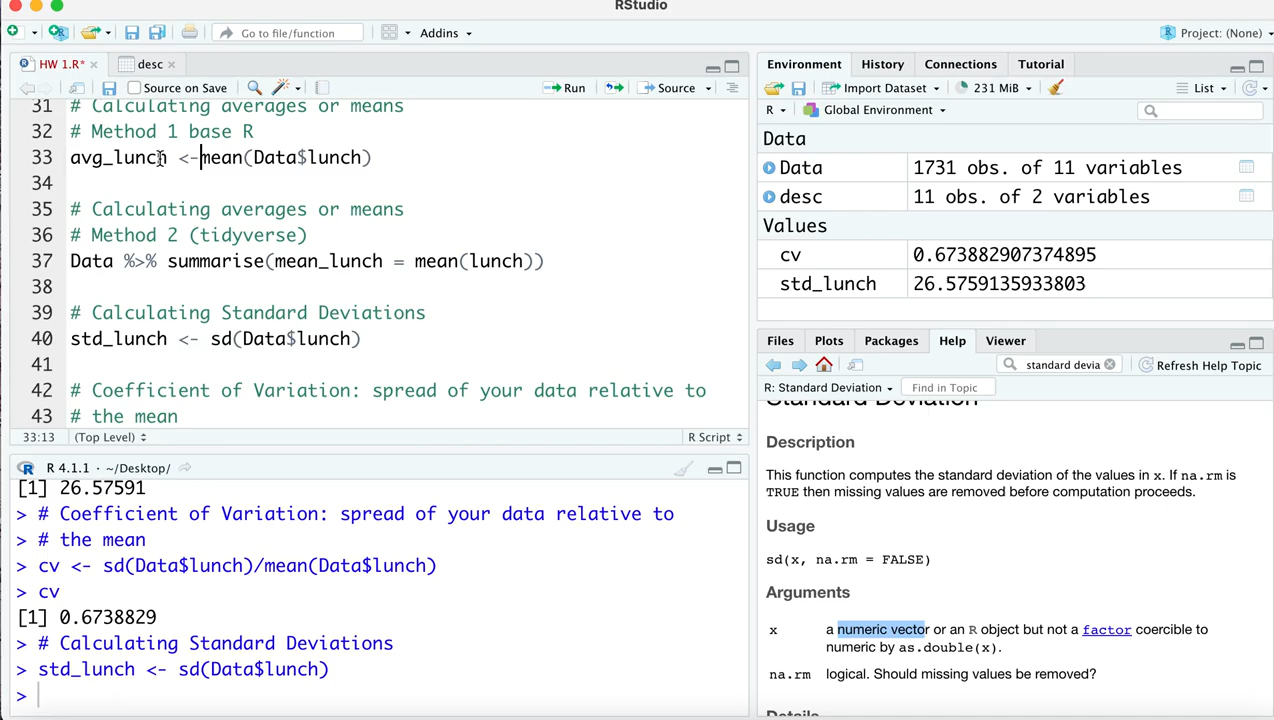 RStudio
Go to file/function
Addins
Project: (None)
HW 1.R*
desc
Source on Save
Run
Source
31 # Calculating averages or means
32 # Method 1 base R
33 avg_lunch <-mean(Data$lunch)
34
35 # Calculating averages or means
36 # Method 2 (tidyverse)
37 Data %>% summarise(mean_lunch = mean(lunch))
38
39 # Calculating Standard Deviations
40 std_lunch <- sd(Data$lunch)
41
42 # Coefficient of Variation: spread of your data relative to
43 # the mean
33:13 (Top Level) R Script
R 4.1.1 · ~/Desktop/
[1] 26.57591
> # Coefficient of Variation: spread of your data relative to
> # the mean
> cv <- sd(Data$lunch)/mean(Data$lunch)
> cv
[1] 0.6738829
> # Calculating Standard Deviations
> std_lunch <- sd(Data$lunch)
>
Environment History Connections Tutorial
Import Dataset 231 MiB List
R Global Environment
Data
Data 1731 obs. of 11 variables
desc 11 obs. of 2 variables
Values
cv 0.673882907374895
std_lunch 26.5759135933803
Files Plots Packages Help Viewer
standard devia Refresh Help Topic
R: Standard Deviation Find in Topic
Standard Deviation
Description
This function computes the standard deviation of the values in x. If na.rm is
TRUE then missing values are removed before computation proceeds.
Usage
sd(x, na.rm = FALSE)
Arguments
x a numeric vector or an R object but not a factor coercible to
numeric by as.double(x).
na.rm logical. Should missing values be removed?
Details